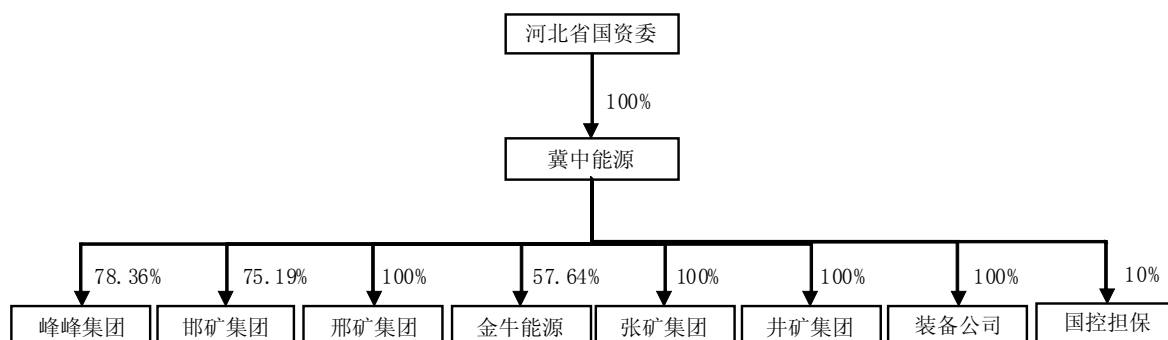 河北省国资委
100%
冀中能源
78.36%
75.19%
100%
57.64%
100%
100%
100%
10%
峰峰集团
邯矿集团
邢矿集团
金牛能源
张矿集团
井矿集团
装备公司
国控担保